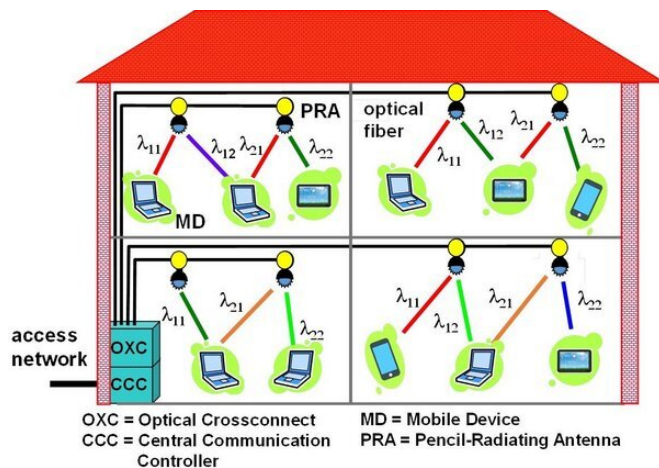 PRA
optical
fiber
λ11
λ12
λ21
λ22
λ11
λ12
λ21
λ22
MD
λ11
λ21
λ22
λ11
λ12
λ21
λ22
access
network
OXC
CCC
OXC = Optical Crossconnect
CCC = Central Communication
Controller
MD = Mobile Device
PRA = Pencil-Radiating Antenna